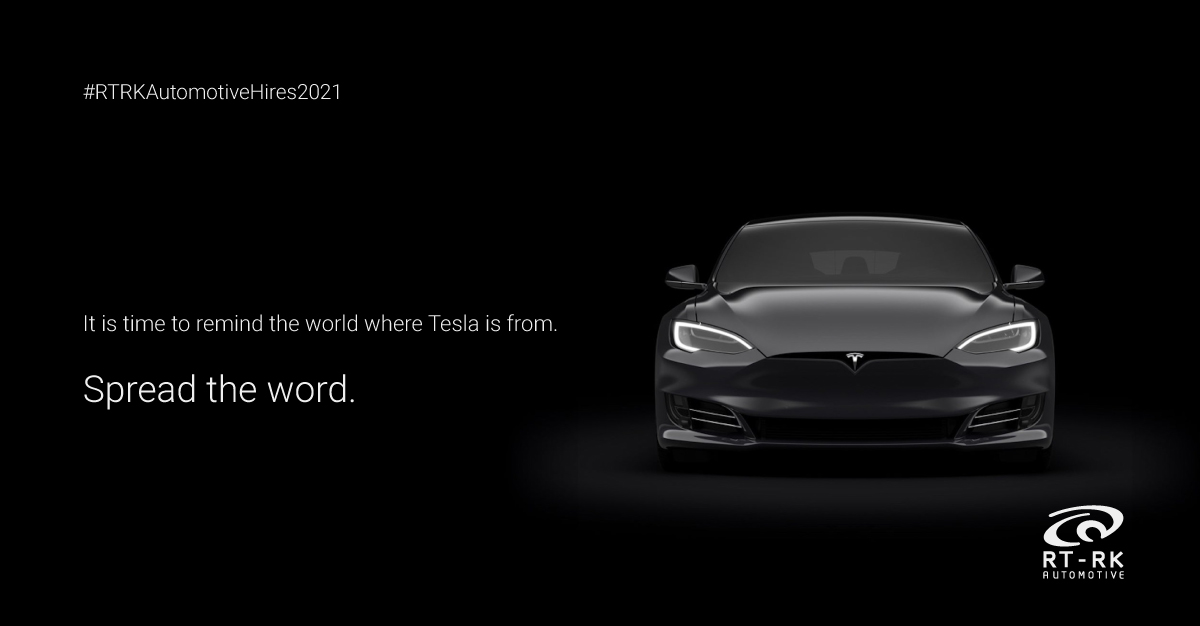 #RTRKAutomotiveHires2021
It is time to remind the world where Tesla is from.
Spread the word.
RT-RK
AUTOMOTIVE